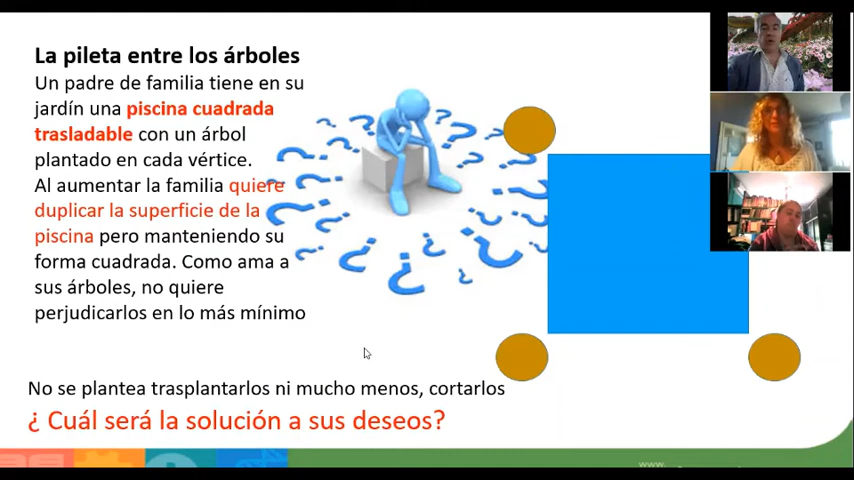 La pileta entre los árboles
Un padre de familia tiene en su
jardín una piscina cuadrada
trasladable con un árbol
plantado en cada vértice.
Al aumentar la familia quiere
duplicar la superficie de la
piscina pero manteniendo su
forma cuadrada. Como ama a
sus árboles, no quiere
perjudicarlos en lo más mínimo
No se plantea trasplantarlos ni mucho menos, cortarlos
¿ Cuál será la solución a sus deseos?
www.